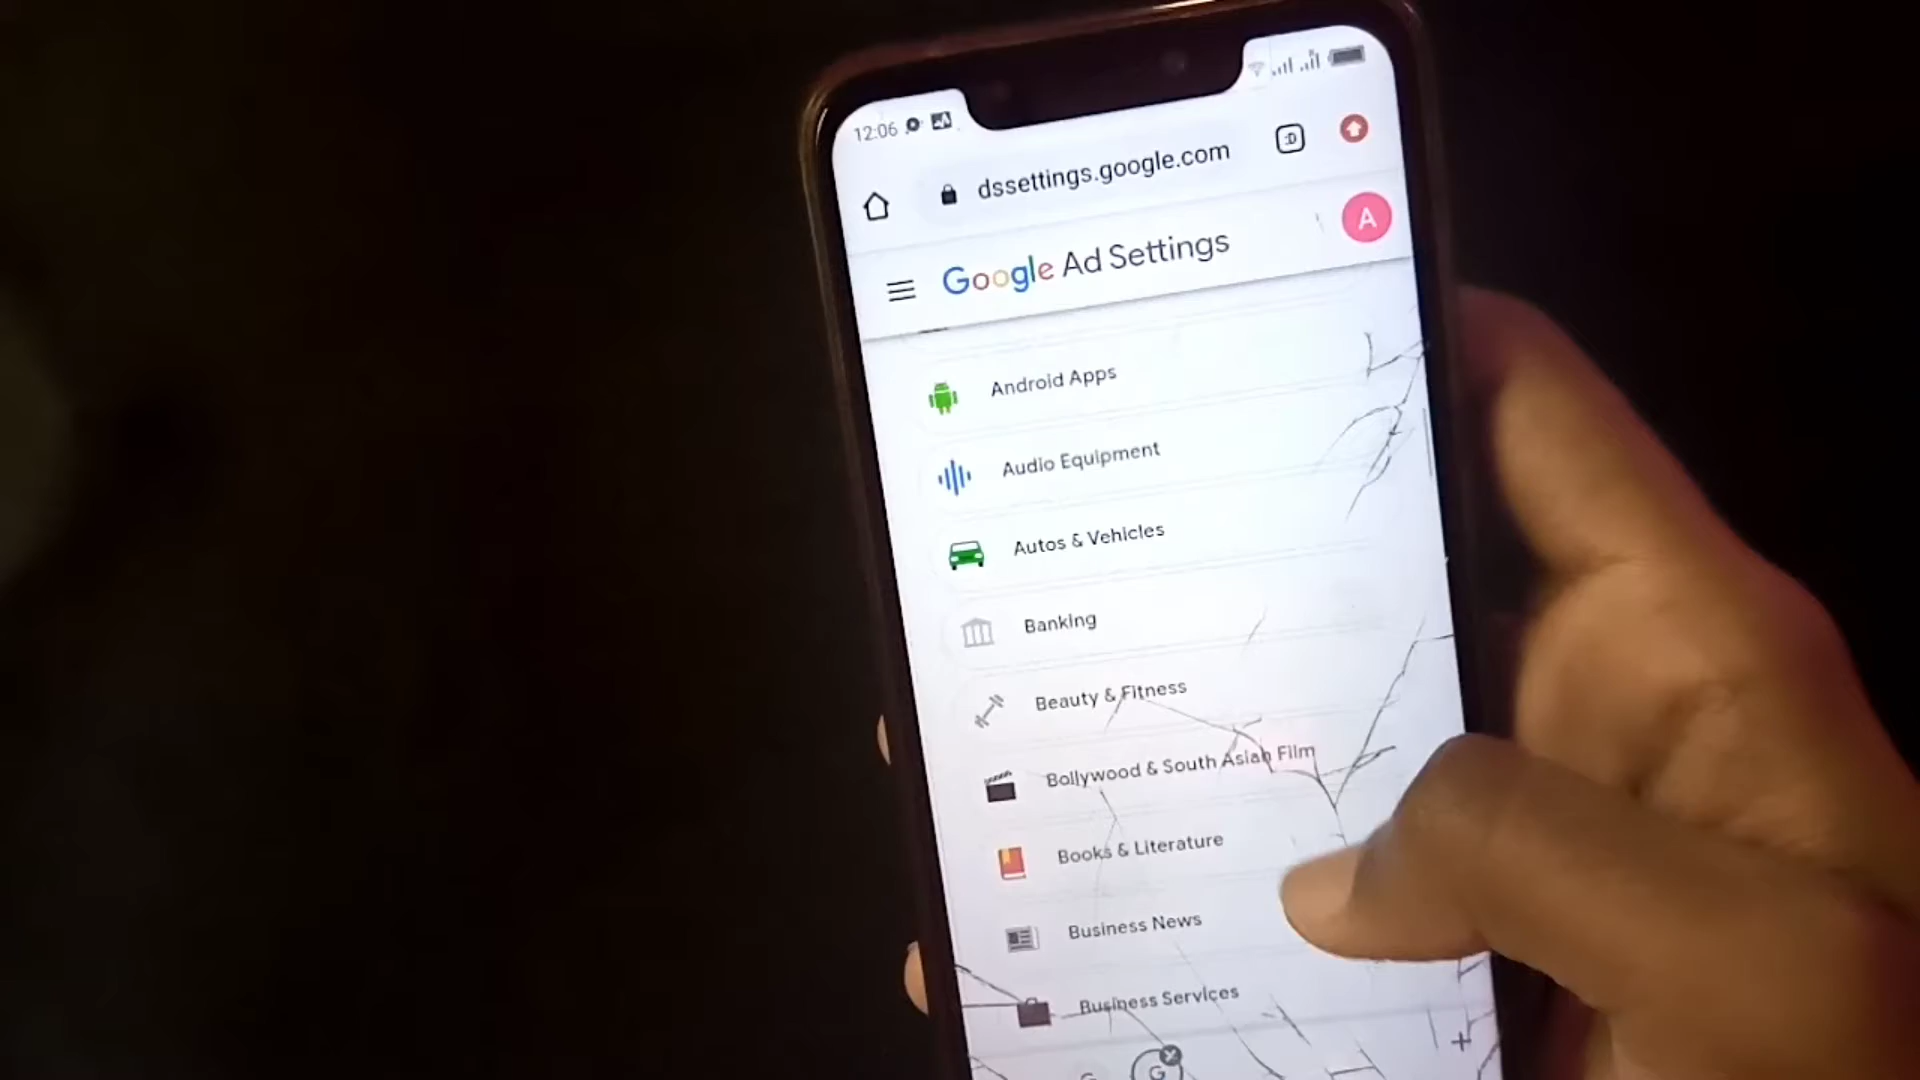 12:06
dssettings.google.com
:D
Google Ad Settings
A
Android Apps
Audio Equipment
Autos & Vehicles
Banking
Beauty & Fitness
Bollywood & South Asian Film
Books & Literature
Business News
Business Services
G